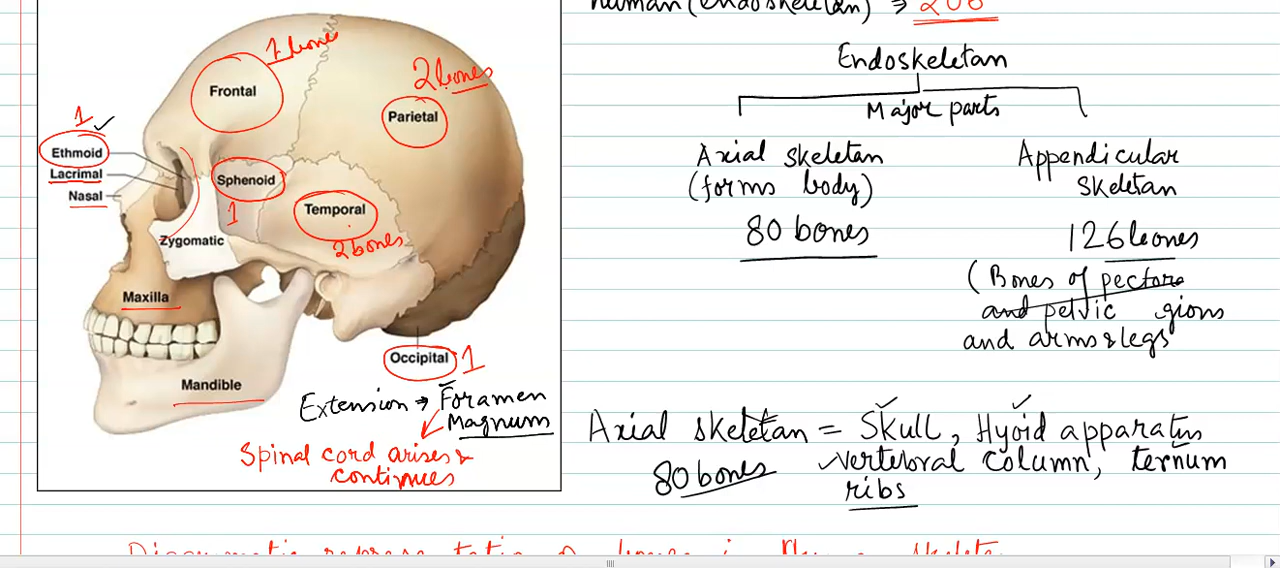 human (endoskeletan) → 206
1 bone
2 bones
Frontal
Parietal
1
Ethmoid
Lacrimal
Nasal
Sphenoid
1
Temporal
2 bones
Zygomatic
Maxilla
Occipital 1
Mandible
Extension → Foramen
Magnum
Spinal cord arises &
continues
Endoskeletan
Major parts
Axial skeletan
(forms body)
80 bones
Appendicular
skeletan
126 bones
(Bones of pectora
and pelvic gions
and arms & legs
Axial skeletan = Skull, Hyoid apparatus
80 bones
vertebral column, ternum
ribs